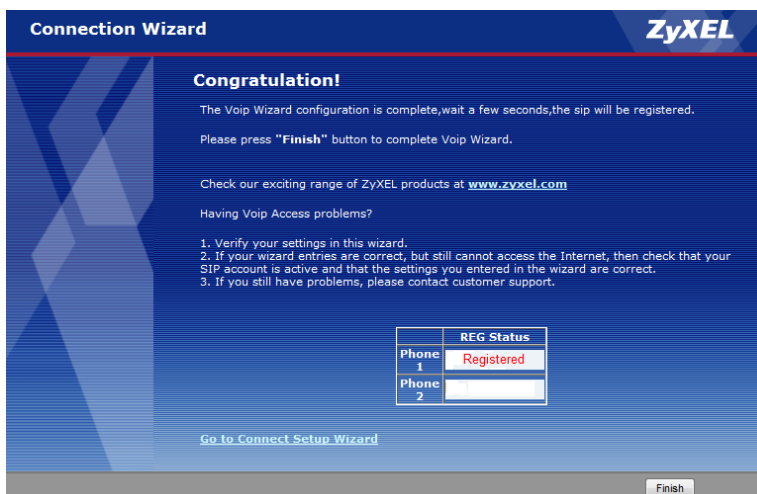 Connection Wizard
ZyXEL
Congratulation!
The Voip Wizard configuration is complete,wait a few seconds,the sip will be registered.
Please press "Finish" button to complete Voip Wizard.
Check our exciting range of ZyXEL products at www.zyxel.com
Having Voip Access problems?
1. Verify your settings in this wizard.
2. If your wizard entries are correct, but still cannot access the Internet, then check that your
SIP account is active and that the settings you entered in the wizard are correct.
3. If you still have problems, please contact customer support.
REG Status
Phone
1
Registered
Phone
2
Go to Connect Setup Wizard
Finish